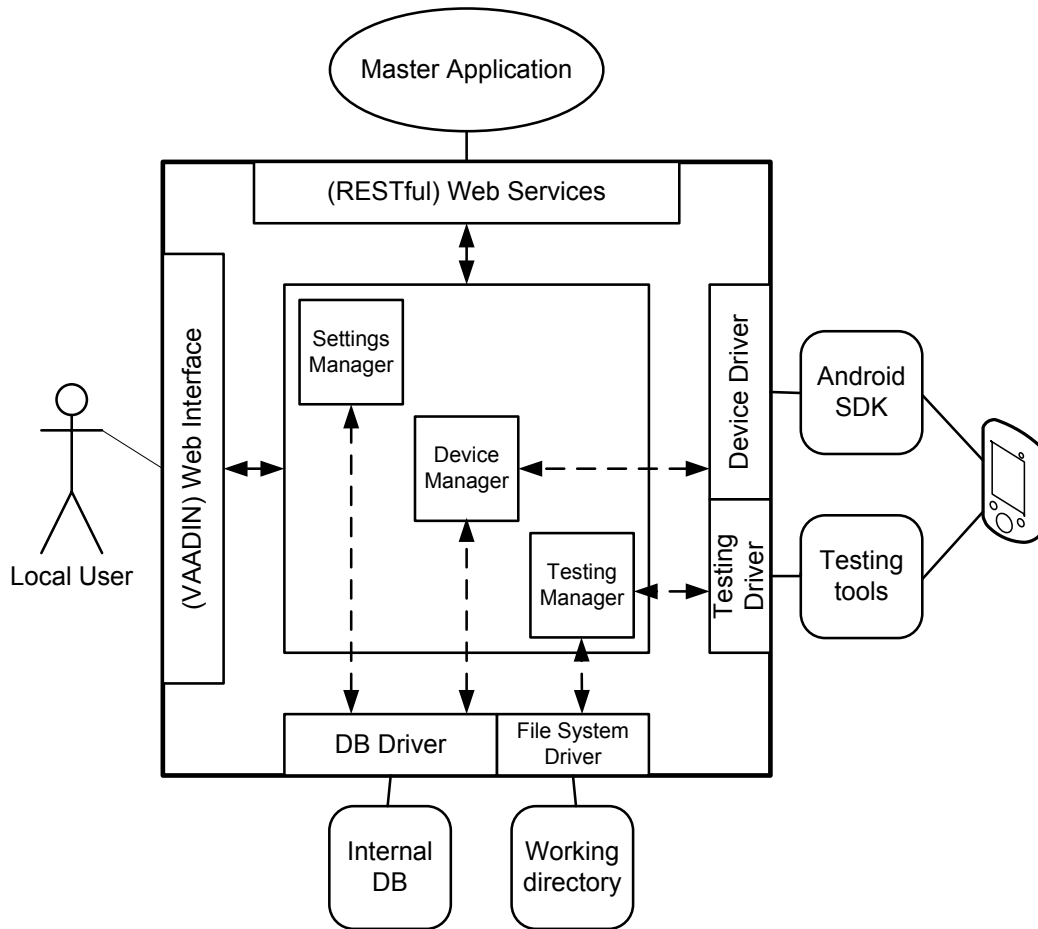 Master Application
(RESTful) Web Services
(VAADIN) Web Interface
Settings
Manager
Device
Manager
Testing
Manager
Device Driver
Testing
Driver
Android
SDK
Testing
tools
Local User
DB Driver
File System
Driver
Internal
DB
Working
directory